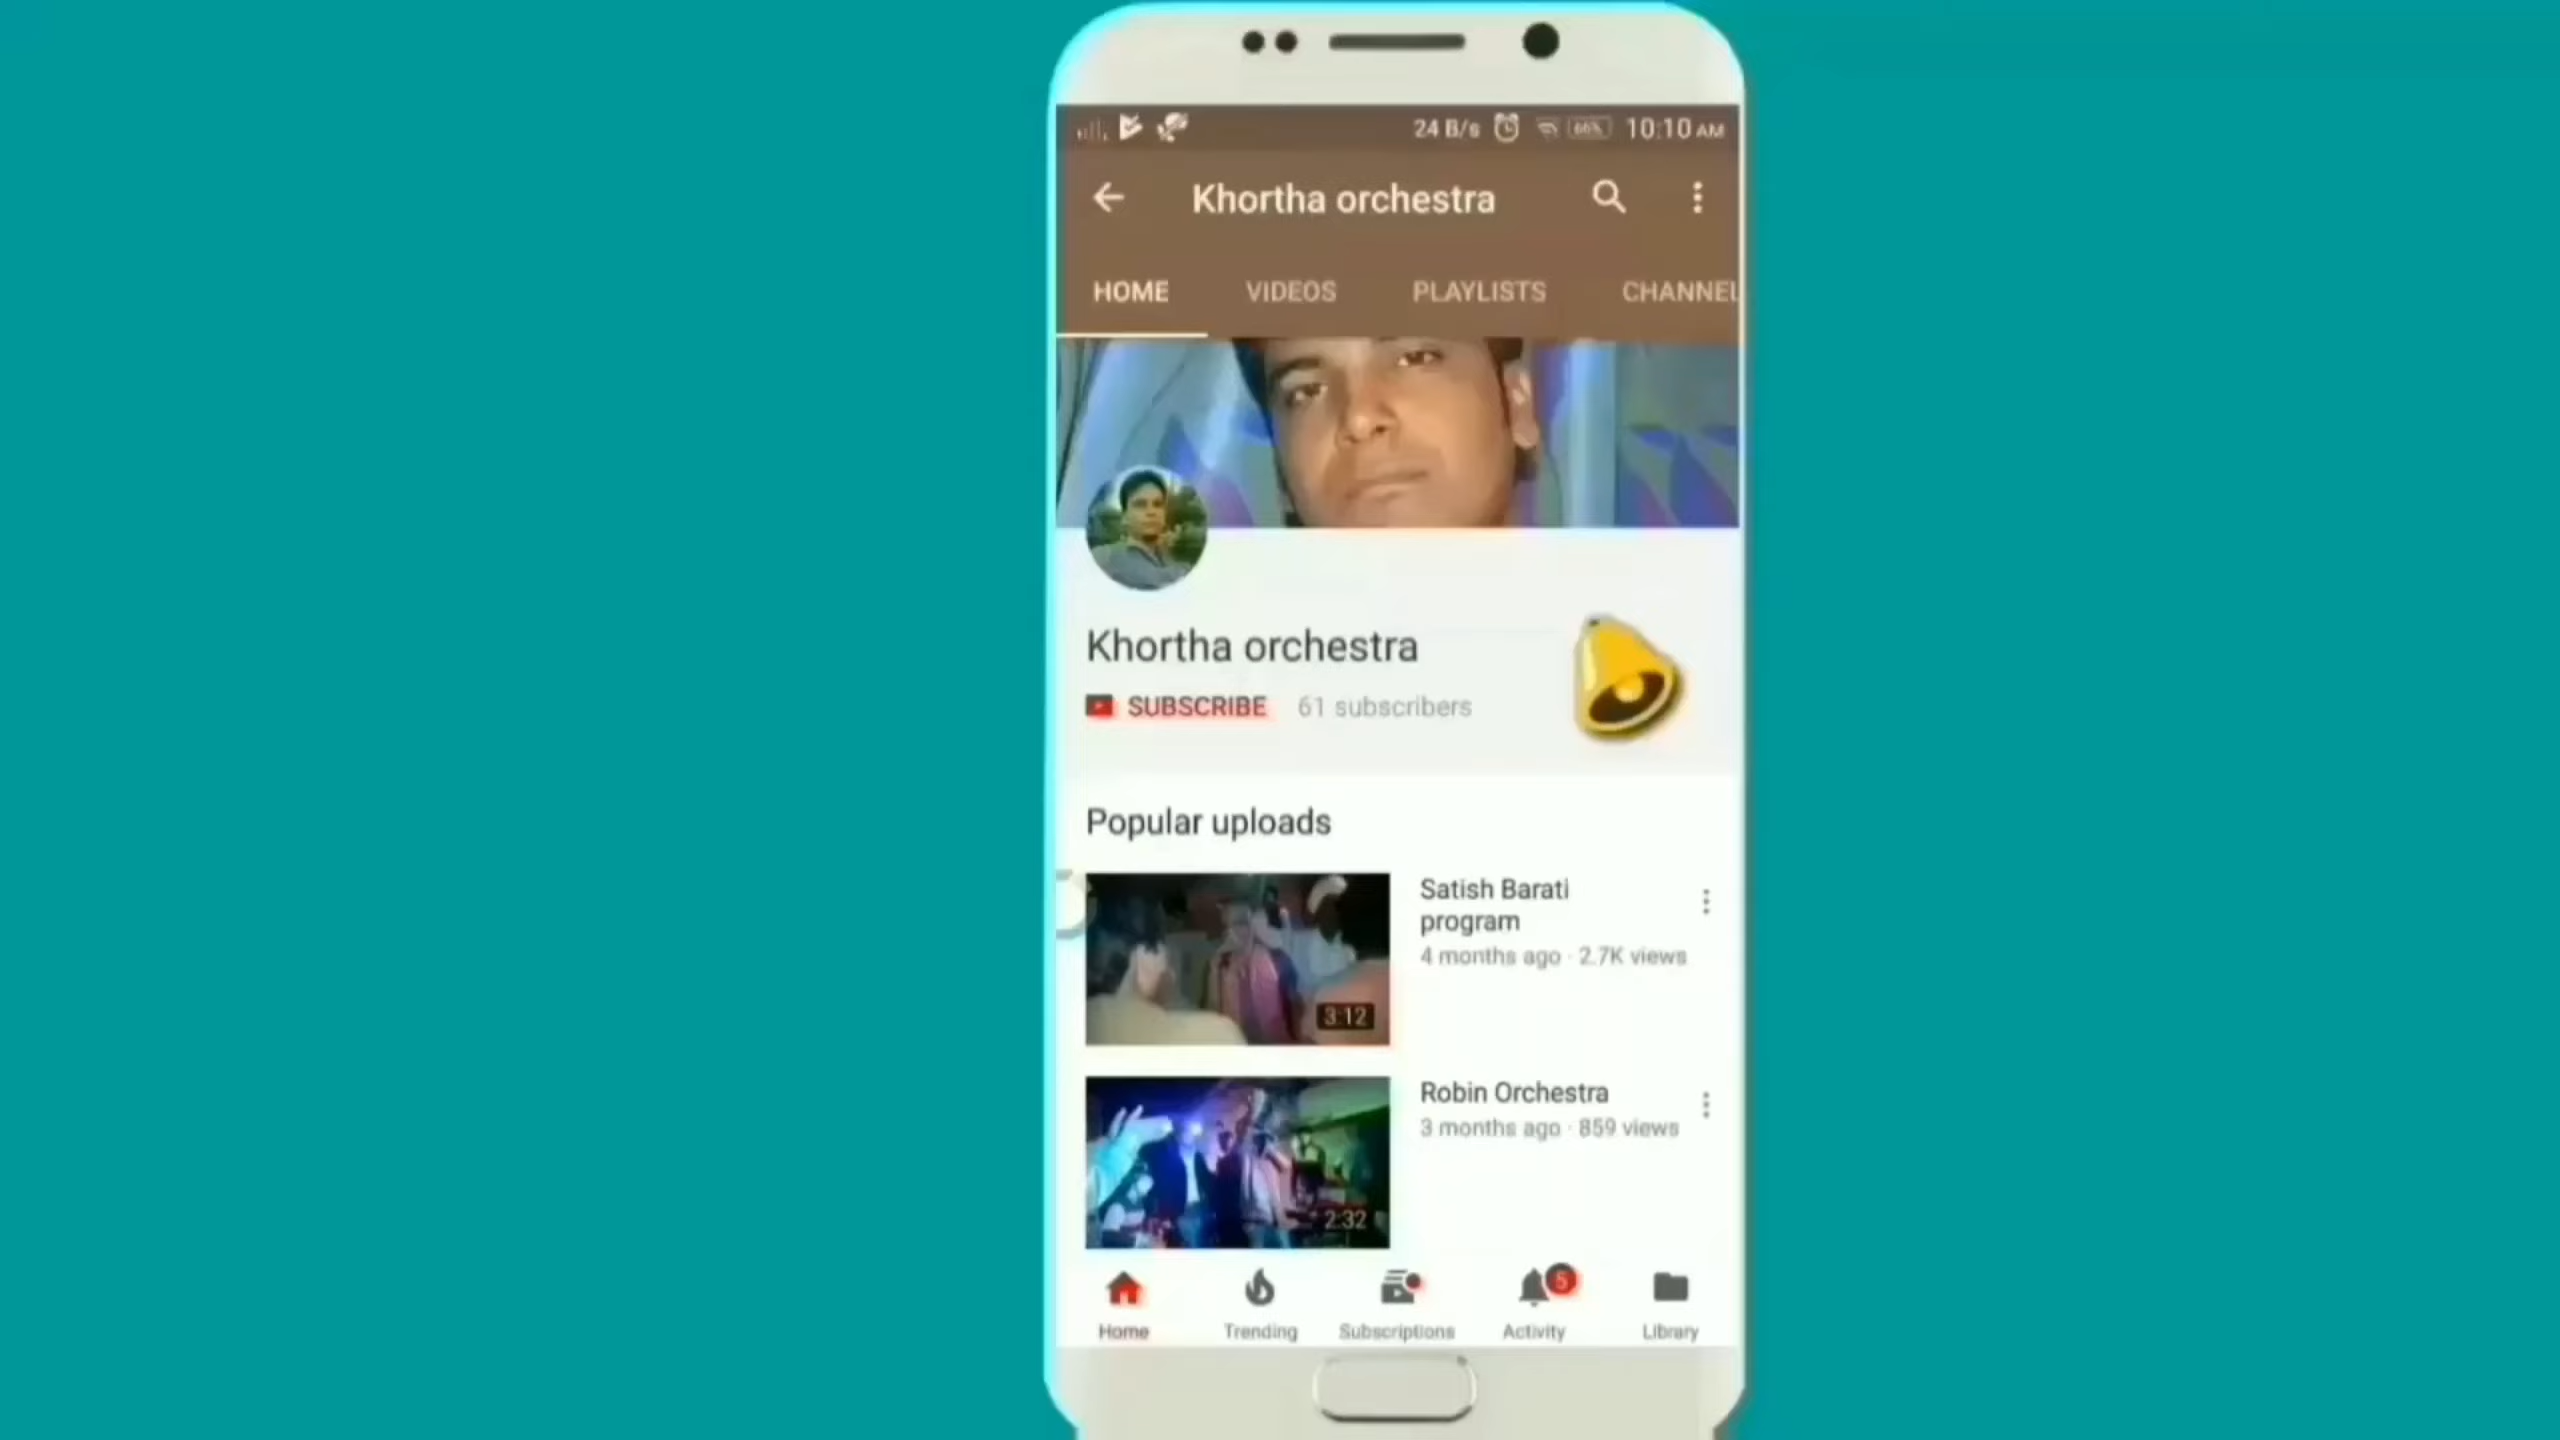 24 B/s 66% 10:10 AM
Khortha orchestra
HOME VIDEOS PLAYLISTS CHANNEL
Khortha orchestra
SUBSCRIBE 61 subscribers
Popular uploads
Satish Barati
program
4 months ago · 2.7K views
3:12
Robin Orchestra
3 months ago · 859 views
2:32
5
Home Trending Subscriptions Activity Library